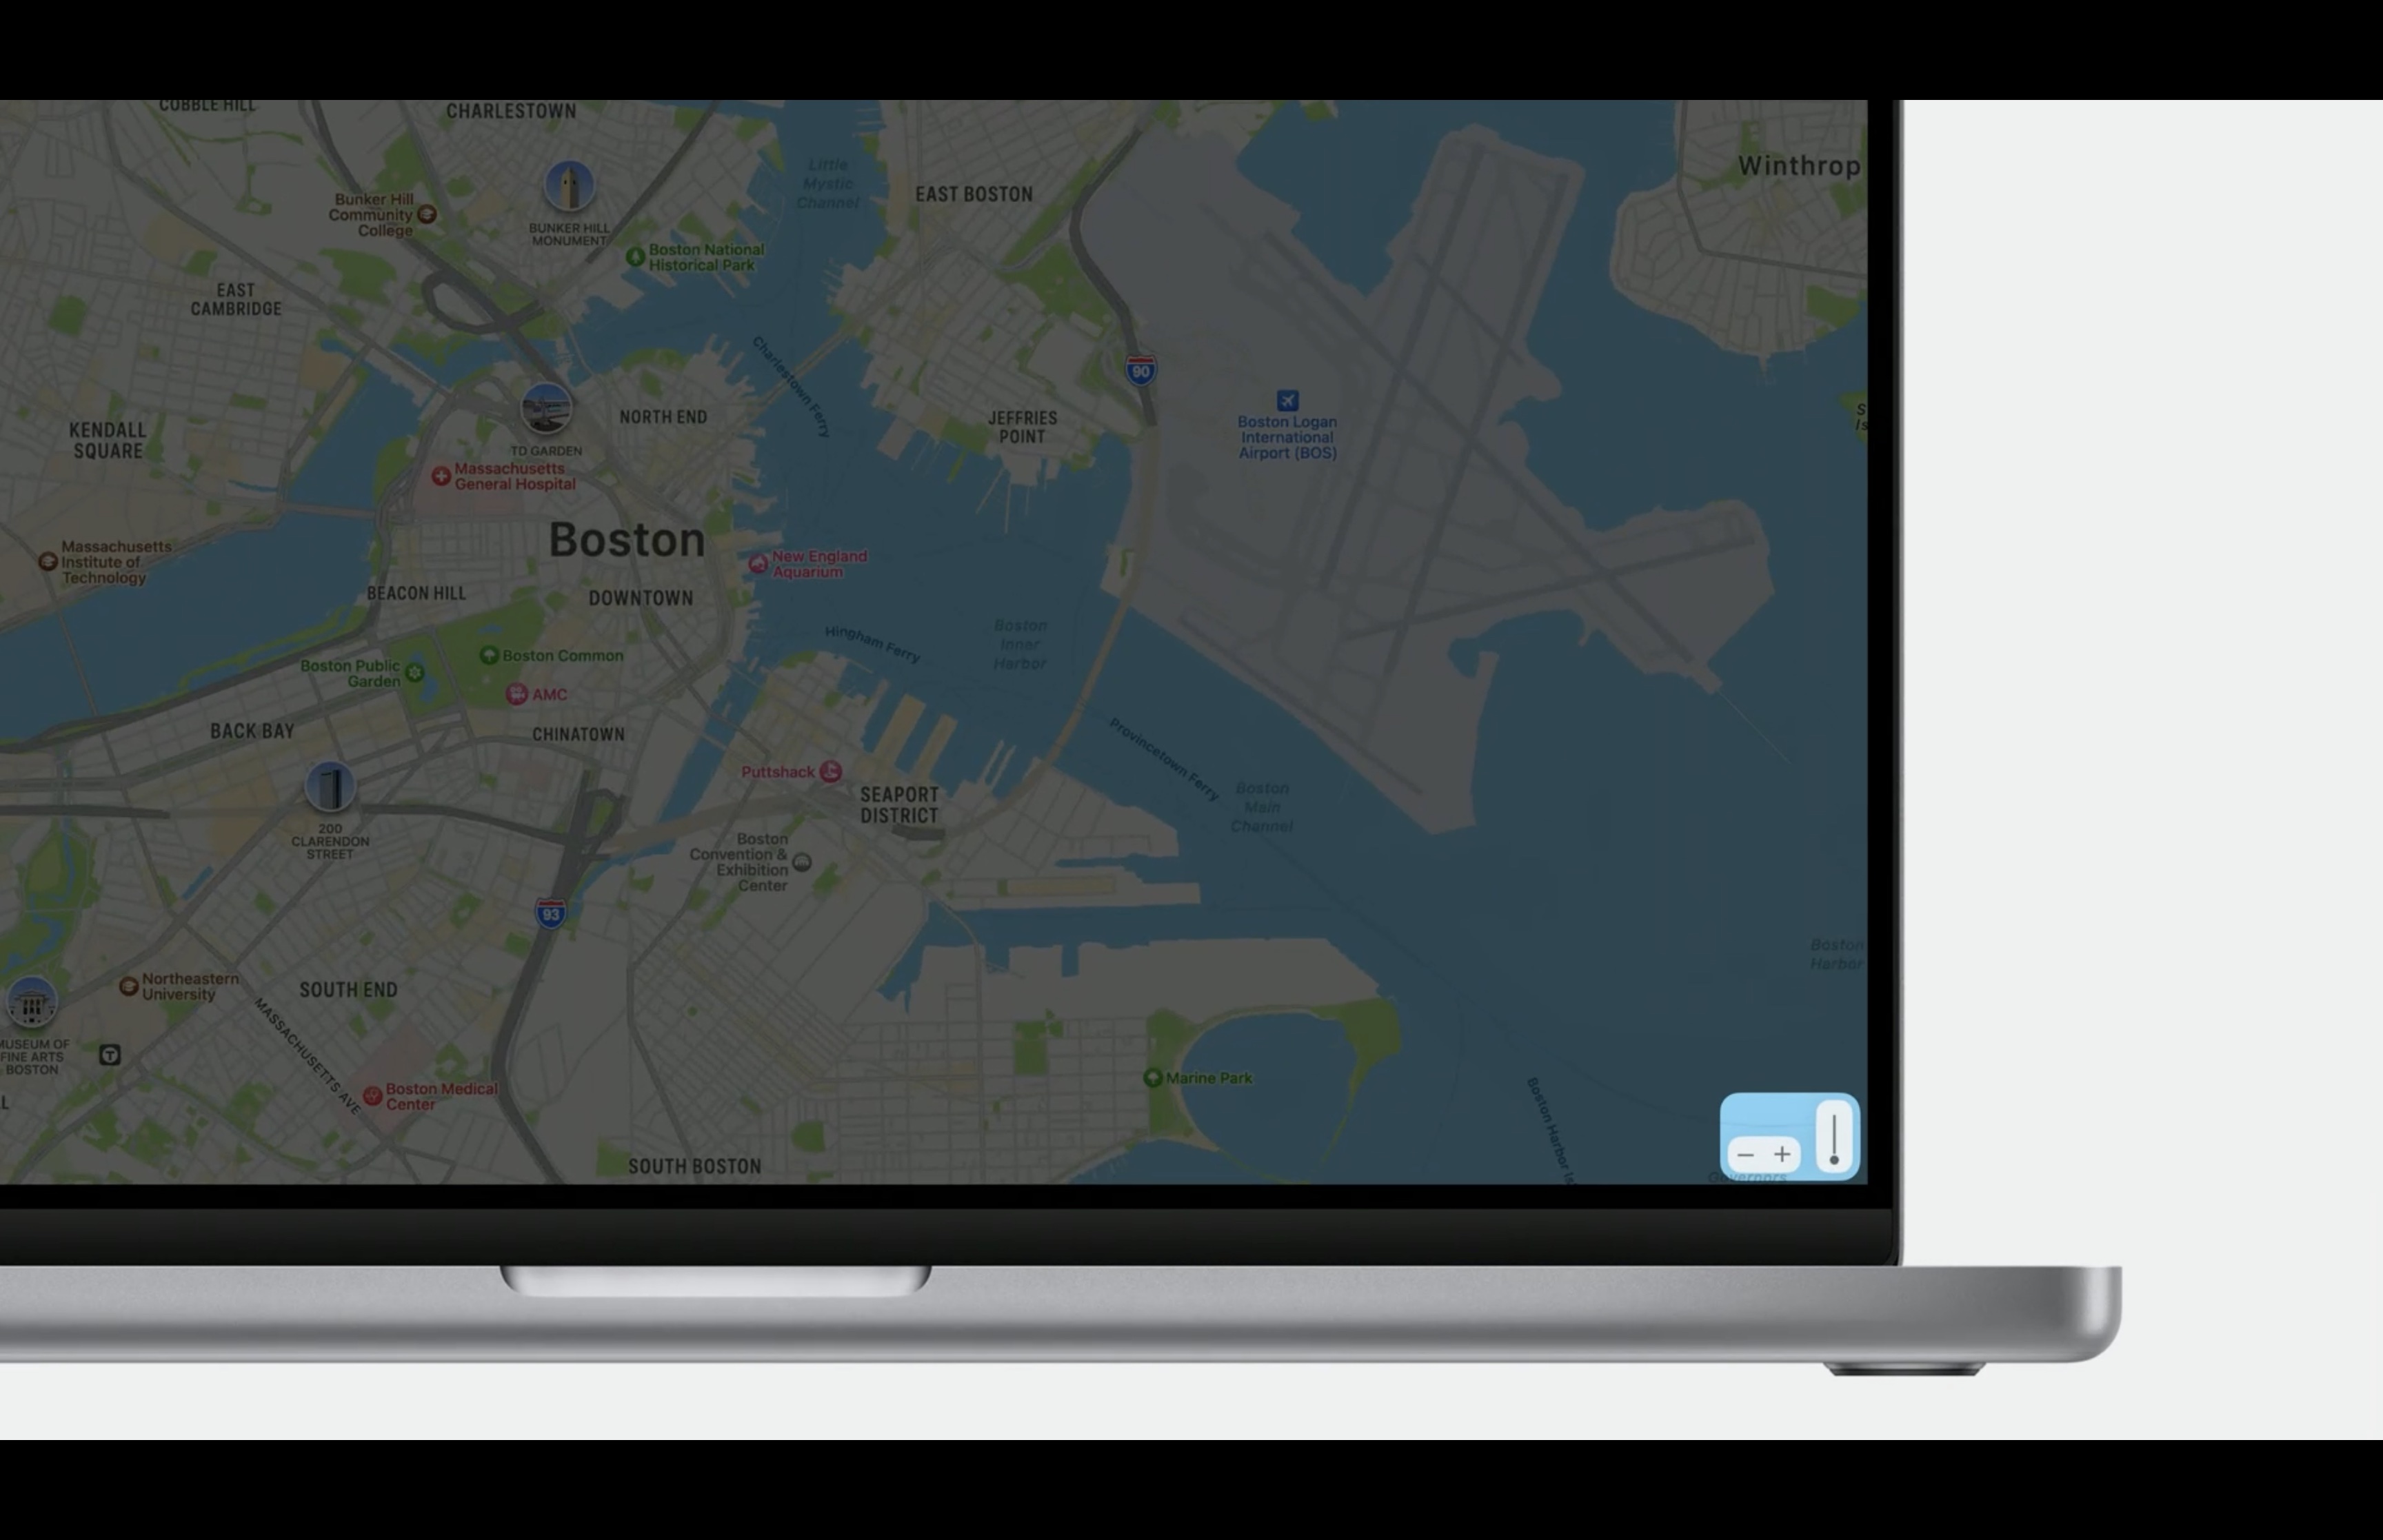 COBBLE HILL
CHARLESTOWN
Little
Mystic
Channel
Winthrop
EAST BOSTON
Bunker Hill
Community
College
BUNKER HILL
MONUMENT
Boston National
Historical Park
EAST
CAMBRIDGE
Charlestown Ferry
90
KENDALL
SQUARE
NORTH END
JEFFRIES
POINT
Boston Logan
International
Airport (BOS)
TD GARDEN
Massachusetts
General Hospital
Boston
Massachusetts
Institute of
Technology
New England
Aquarium
BEACON HILL
DOWNTOWN
Hingham Ferry
Boston
Inner
Harbor
Boston Public
Garden
Boston Common
AMC
BACK BAY
CHINATOWN
Provincetown Ferry
Puttshack
SEAPORT
DISTRICT
Boston
Main
Channel
200
CLARENDON
STREET
Boston
Convention &
Exhibition
Center
93
Boston
Harbor
Northeastern
University
SOUTH END
MASSACHUSETTS AVE
MUSEUM OF
FINE ARTS
BOSTON
T
Boston Medical
Center
Marine Park
Boston Harbor Is
SOUTH BOSTON
− +
Governors